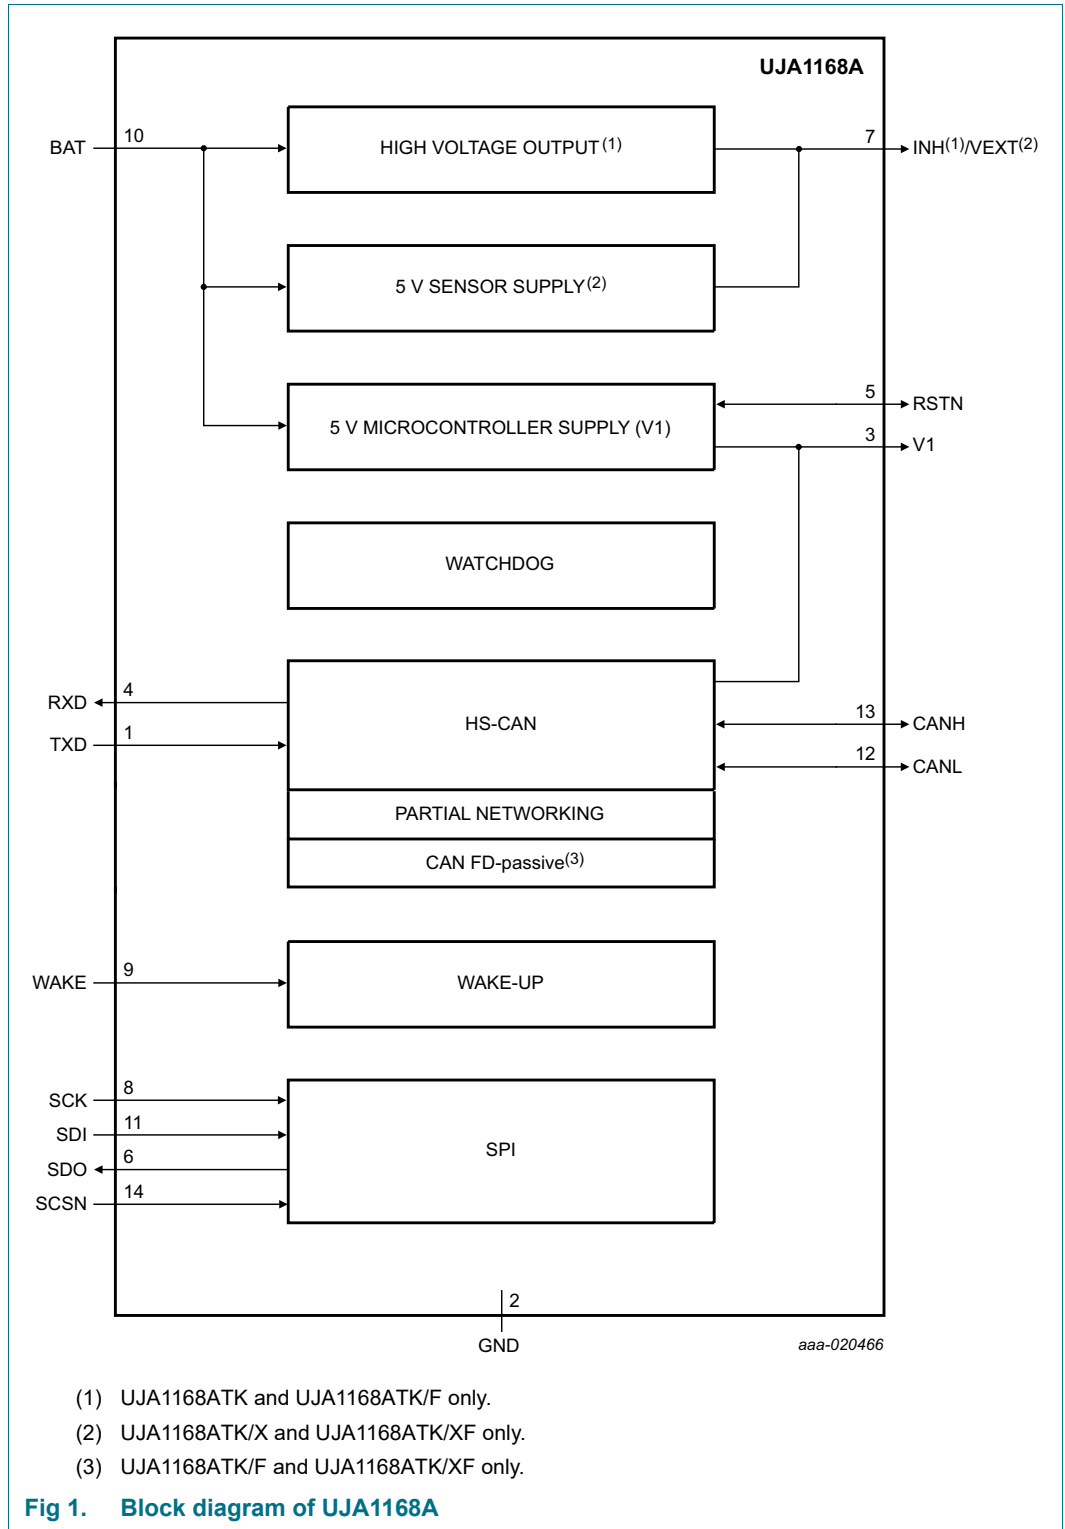 UJA1168A
BAT 10 HIGH VOLTAGE OUTPUT(1) 7 INH(1)/VEXT(2)
5 V SENSOR SUPPLY(2)
5 RSTN
5 V MICROCONTROLLER SUPPLY (V1)
3 V1
WATCHDOG
RXD 4
HS-CAN
13 CANH
TXD 1
12 CANL
PARTIAL NETWORKING
CAN FD-passive(3)
WAKE 9 WAKE-UP
SCK 8
SDI 11
SPI
SDO 6
SCSN 14
2
GND
aaa-020466
(1) UJA1168ATK and UJA1168ATK/F only.
(2) UJA1168ATK/X and UJA1168ATK/XF only.
(3) UJA1168ATK/F and UJA1168ATK/XF only.
Fig 1. Block diagram of UJA1168A